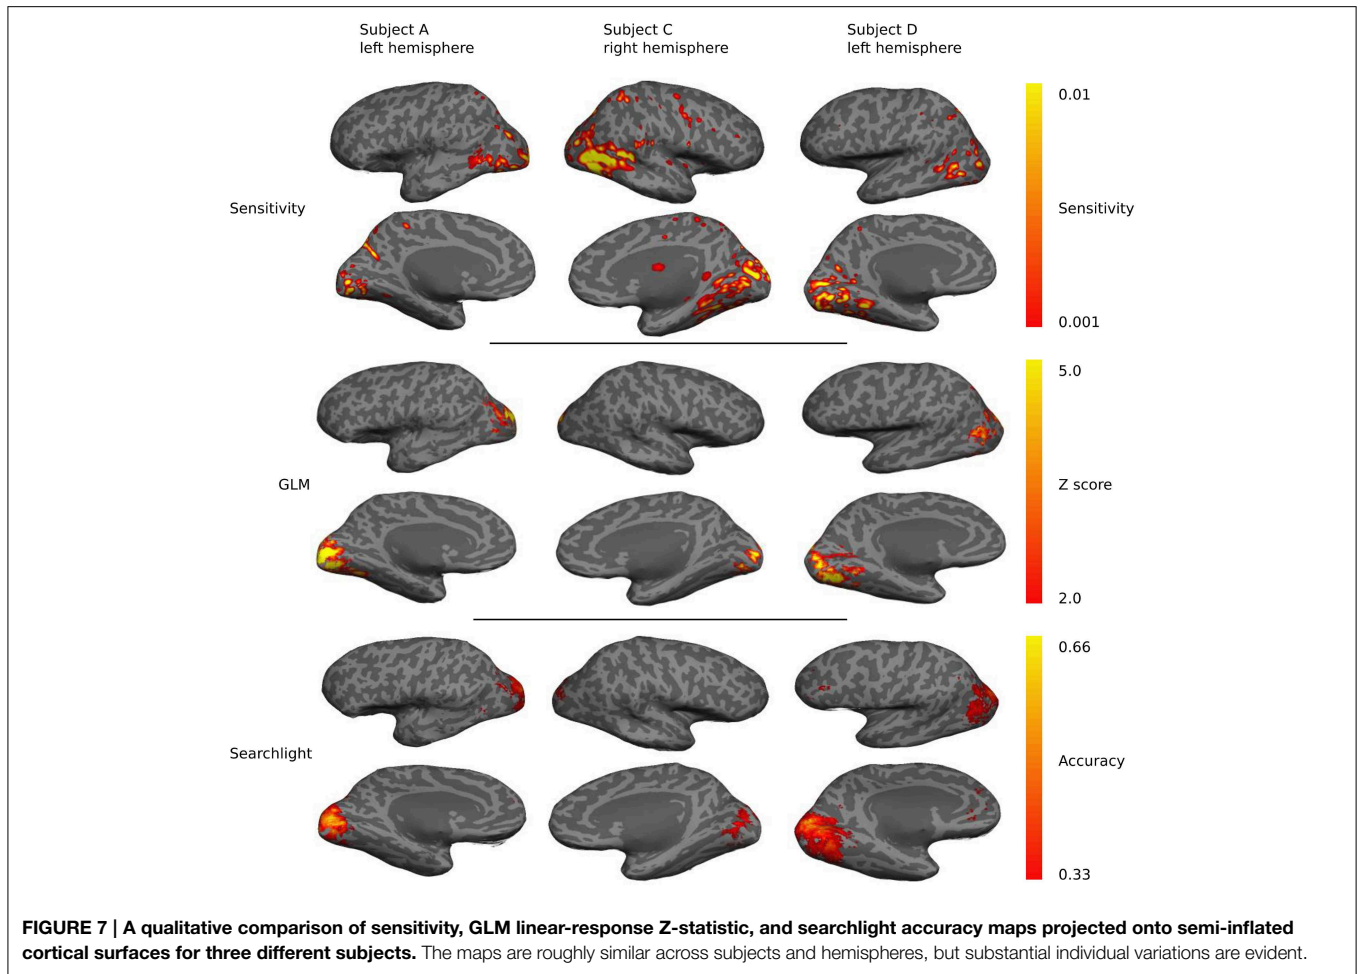 Subject A
left hemisphere
Subject C
right hemisphere
Subject D
left hemisphere
0.01
Sensitivity
Sensitivity
0.001
5.0
GLM
Z score
2.0
0.66
Searchlight
Accuracy
0.33
FIGURE 7 | A qualitative comparison of sensitivity, GLM linear-response Z-statistic, and searchlight accuracy maps projected onto semi-inflated
cortical surfaces for three different subjects. The maps are roughly similar across subjects and hemispheres, but substantial individual variations are evident.